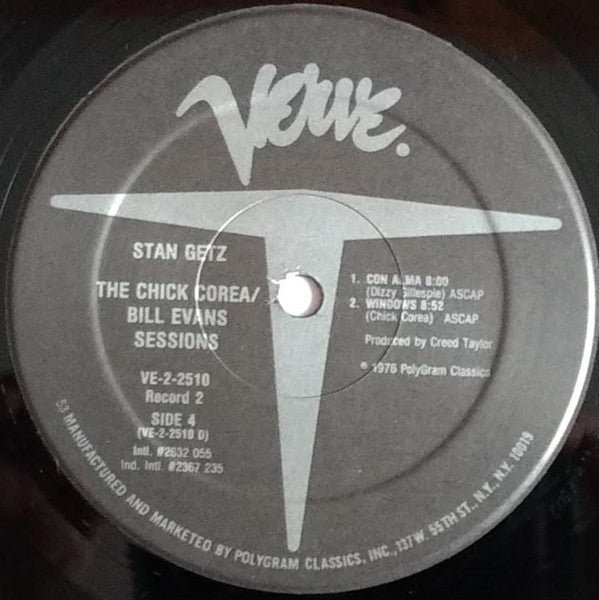 Verve.
STAN GETZ
THE CHICK COREA/
BILL EVANS
SESSIONS
VE-2-2510
Record 2
SIDE 4
(VE-2-2510 D)
Intl. #2632 055
Ind. Intl. #2367 235
1. CON ALMA 8:00
(Dizzy Gillespie) ASCAP
2. WINDOWS 8:52
(Chick Corea) ASCAP
Produced by Creed Taylor
℗ 1976 PolyGram Classics
53 MANUFACTURED AND MARKETED BY POLYGRAM CLASSICS, INC., 137 W. 55TH ST., N.Y., N.Y. 10019